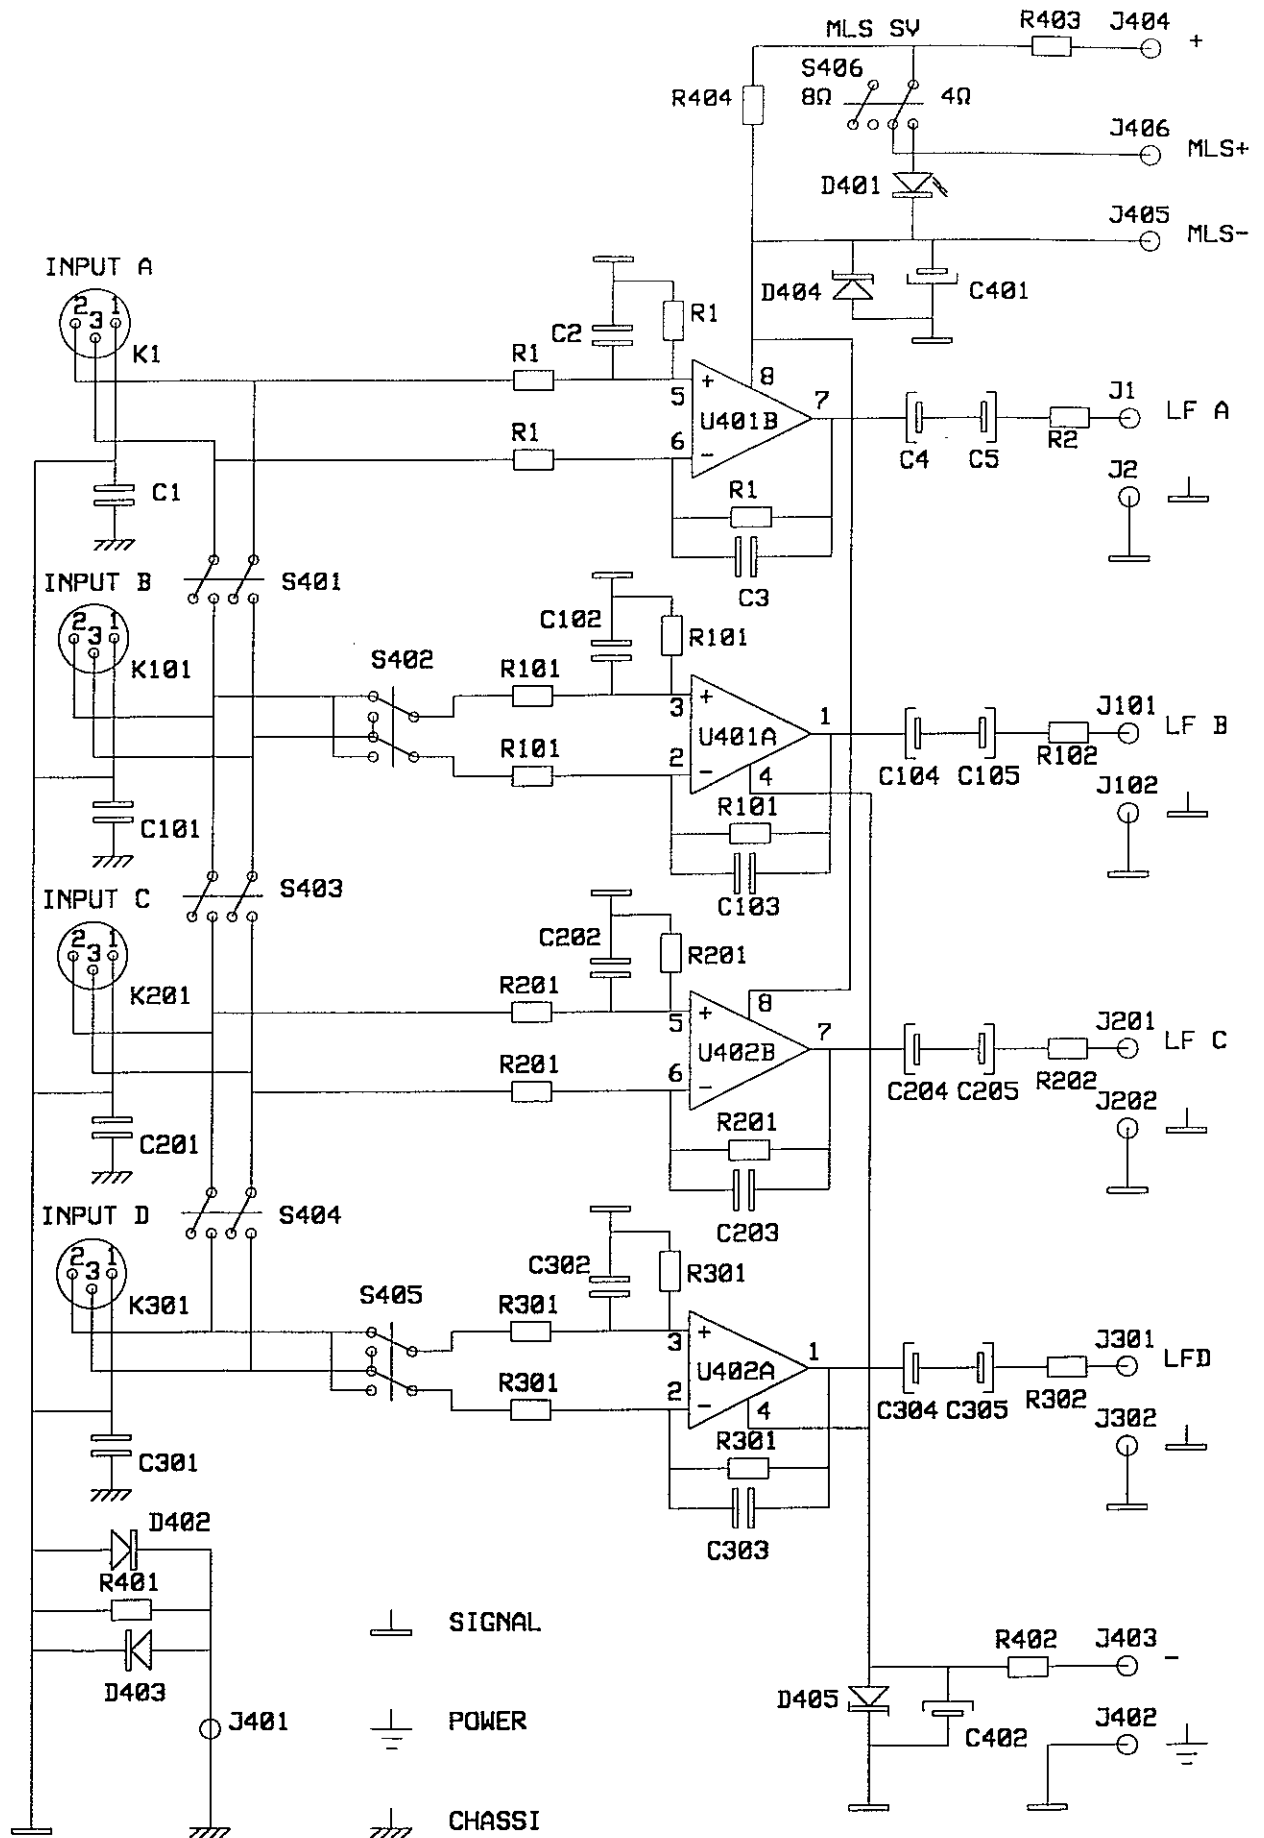 R403 J404 +
MLS SV
S406
R404 8Ω 4Ω
J406
MLS+
D401
J405
MLS-
INPUT A
D404 C401
2 3 1
K1
C2 R1
R1
5 + 8
U401B 7
J1
LF A
R1
6 -
C4 C5 R2
J2
C1
R1
C3
INPUT B
S401
2 3 1
K101
C102
R101
S402
R101
3 +
U401A 1
J101
LF B
R101
2 -
4
C104 C105 R102
J102
C101
R101
C103
INPUT C
S403
2 3 1
K201
C202
R201
R201
5 + 8
U402B 7
J201
LF C
R201
6 -
C204 C205 R202
J202
C201
R201
C203
INPUT D
S404
2 3 1
K301
C302
R301
S405
R301
3 +
U402A 1
J301
LFD
R301
2 -
4
C304 C305 R302
J302
C301
R301
C303
D402
R401
D403
SIGNAL
R402 J403 -
D405
J401
POWER
C402
J402
CHASSI